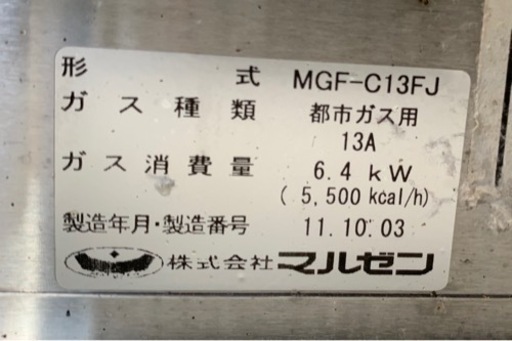 形式 MGF-C13FJ
ガス種類 都市ガス用
13A
ガス消費量 6.4 kW
(5,500 kcal/h)
製造年月・製造番号 11.10.03
株式会社マルゼン